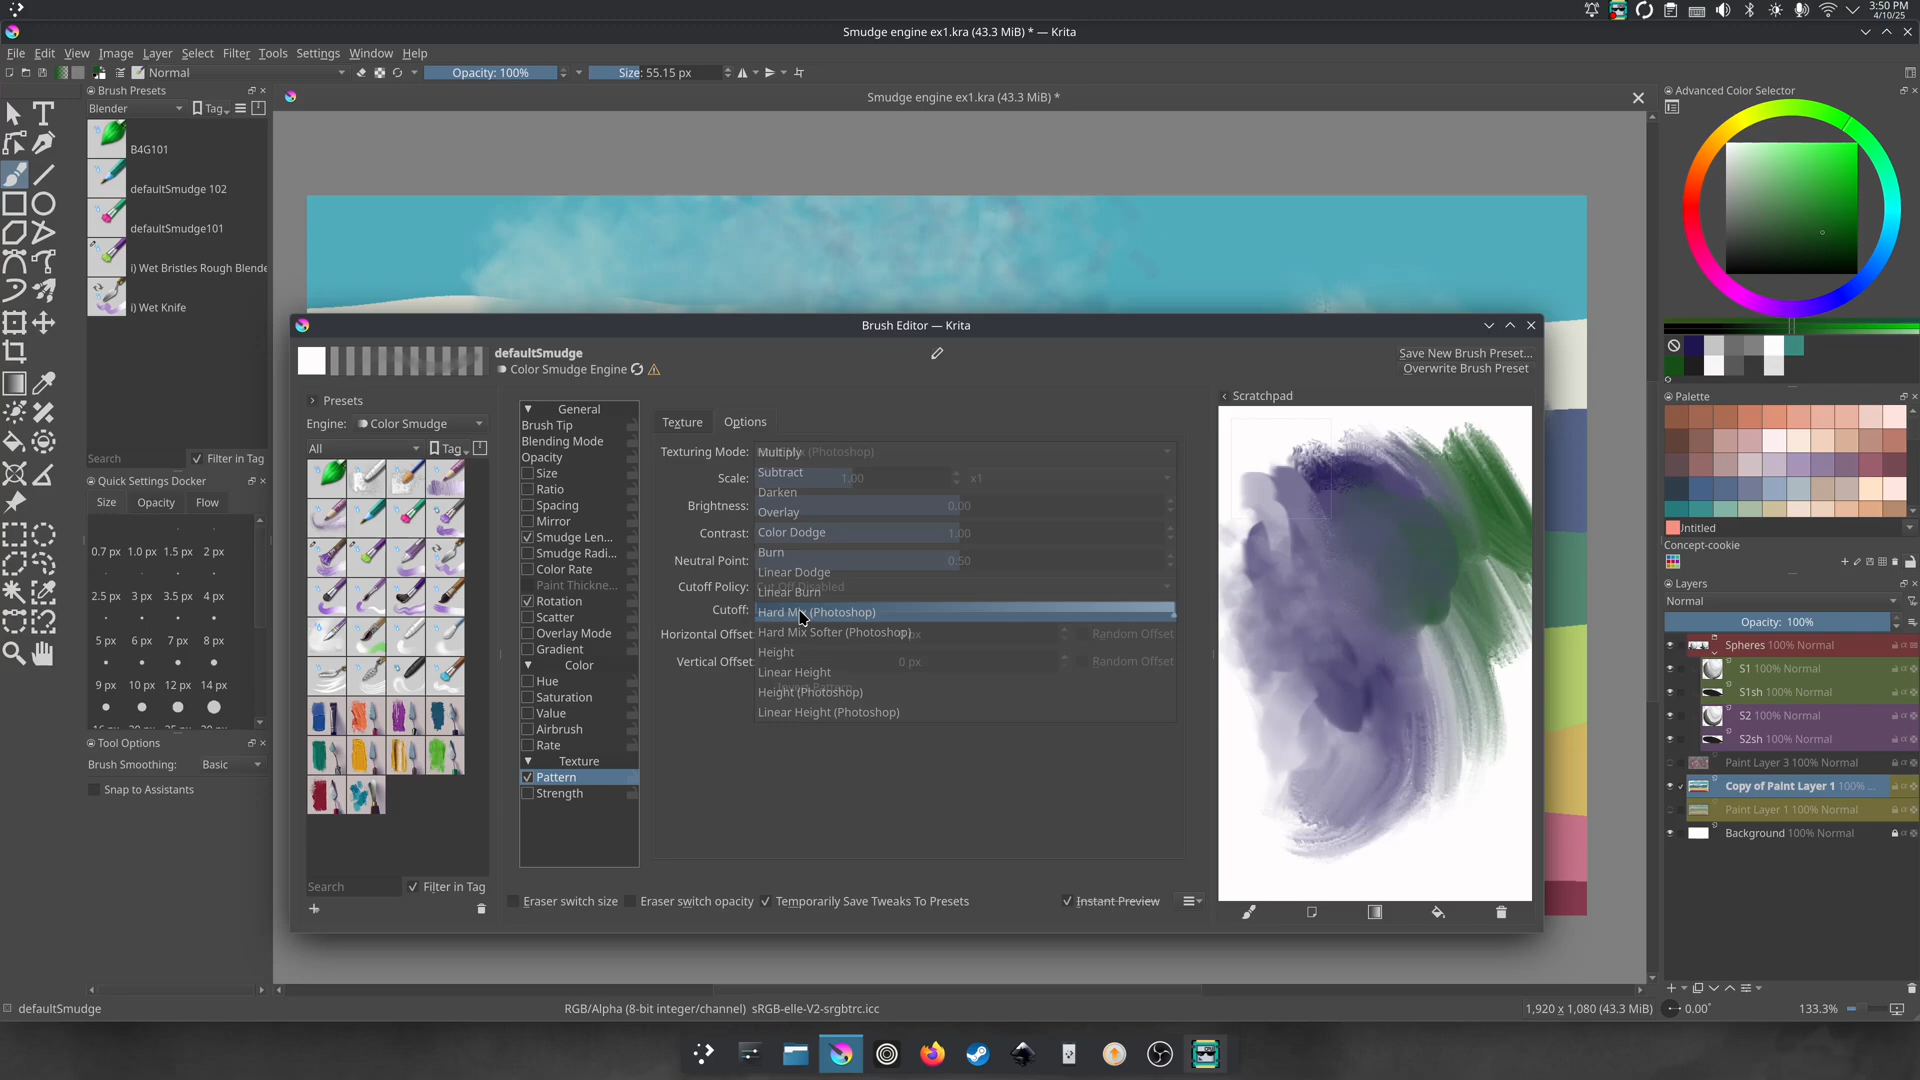 3:50 PM
4/10/25
Smudge engine ex1.kra (43.3 MiB) * — Krita
File Edit View Image Layer Select Filter Tools Settings Window Help
Normal
Opacity: 100%
Size: 55.15 px
Brush Presets
Blender
Tag
B4G101
defaultSmudge 102
defaultSmudge101
i) Wet Bristles Rough Blende
i) Wet Knife
Search
Filter in Tag
Quick Settings Docker
Size Opacity Flow
0.7 px 1.0 px 1.5 px 2 px
2.5 px 3 px 3.5 px 4 px
5 px 6 px 7 px 8 px
9 px 10 px 12 px 14 px
Tool Options
Brush Smoothing: Basic
Snap to Assistants
Smudge engine ex1.kra (43.3 MiB) *
Brush Editor — Krita
defaultSmudge
Color Smudge Engine
Save New Brush Preset...
Overwrite Brush Preset
Presets
Engine: Color Smudge
All
Tag
Search
Filter in Tag
General
Brush Tip
Blending Mode
Opacity
Size
Ratio
Spacing
Mirror
Smudge Len...
Smudge Radi...
Color Rate
Paint Thickne...
Rotation
Scatter
Overlay Mode
Gradient
Color
Hue
Saturation
Value
Airbrush
Rate
Texture
Pattern
Strength
Texture Options
Texturing Mode:
Scale: 1.00 x1
Brightness: 0.00
Contrast: 1.00
Neutral Point: 0.50
Cutoff Policy: Cut Off Disabled
Cutoff:
Horizontal Offset: Random Offset
Vertical Offset: 0 px Random Offset
Multiply
Subtract
Darken
Overlay
Color Dodge
Burn
Linear Dodge
Linear Burn
Hard Mix (Photoshop)
Hard Mix Softer (Photoshop)
Height
Linear Height
Height (Photoshop)
Linear Height (Photoshop)
Eraser switch size
Eraser switch opacity
Temporarily Save Tweaks To Presets
Instant Preview
Scratchpad
Advanced Color Selector
Palette
Untitled
Concept-cookie
Layers
Normal
Opacity: 100%
Spheres 100% Normal
S1 100% Normal
S1sh 100% Normal
S2 100% Normal
S2sh 100% Normal
Paint Layer 3 100% Normal
Copy of Paint Layer 1 100% ...
Paint Layer 1 100% Normal
Background 100% Normal
defaultSmudge
RGB/Alpha (8-bit integer/channel) sRGB-elle-V2-srgbtrc.icc
1,920 x 1,080 (43.3 MiB)
0.00°
133.3%